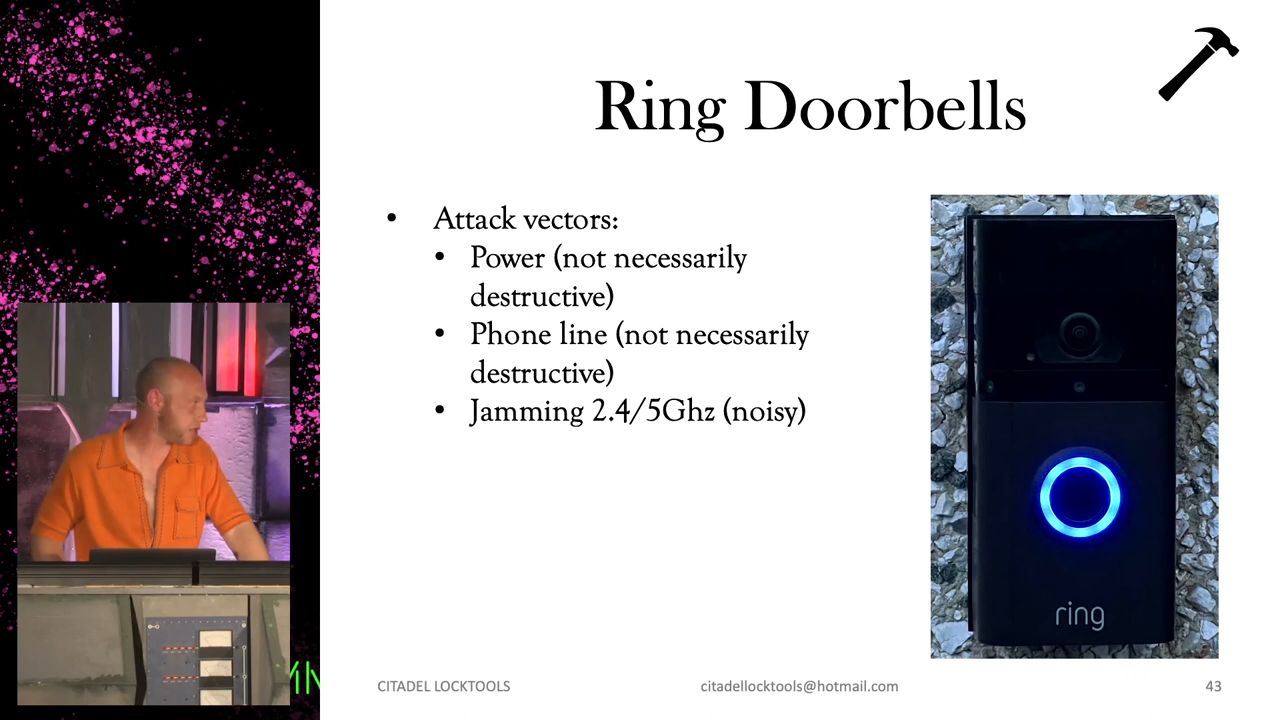 Ring Doorbells
• Attack vectors:
• Power (not necessarily
destructive)
• Phone line (not necessarily
destructive)
• Jamming 2.4/5Ghz (noisy)
ring
CITADEL LOCKTOOLS
citadellocktools@hotmail.com
43